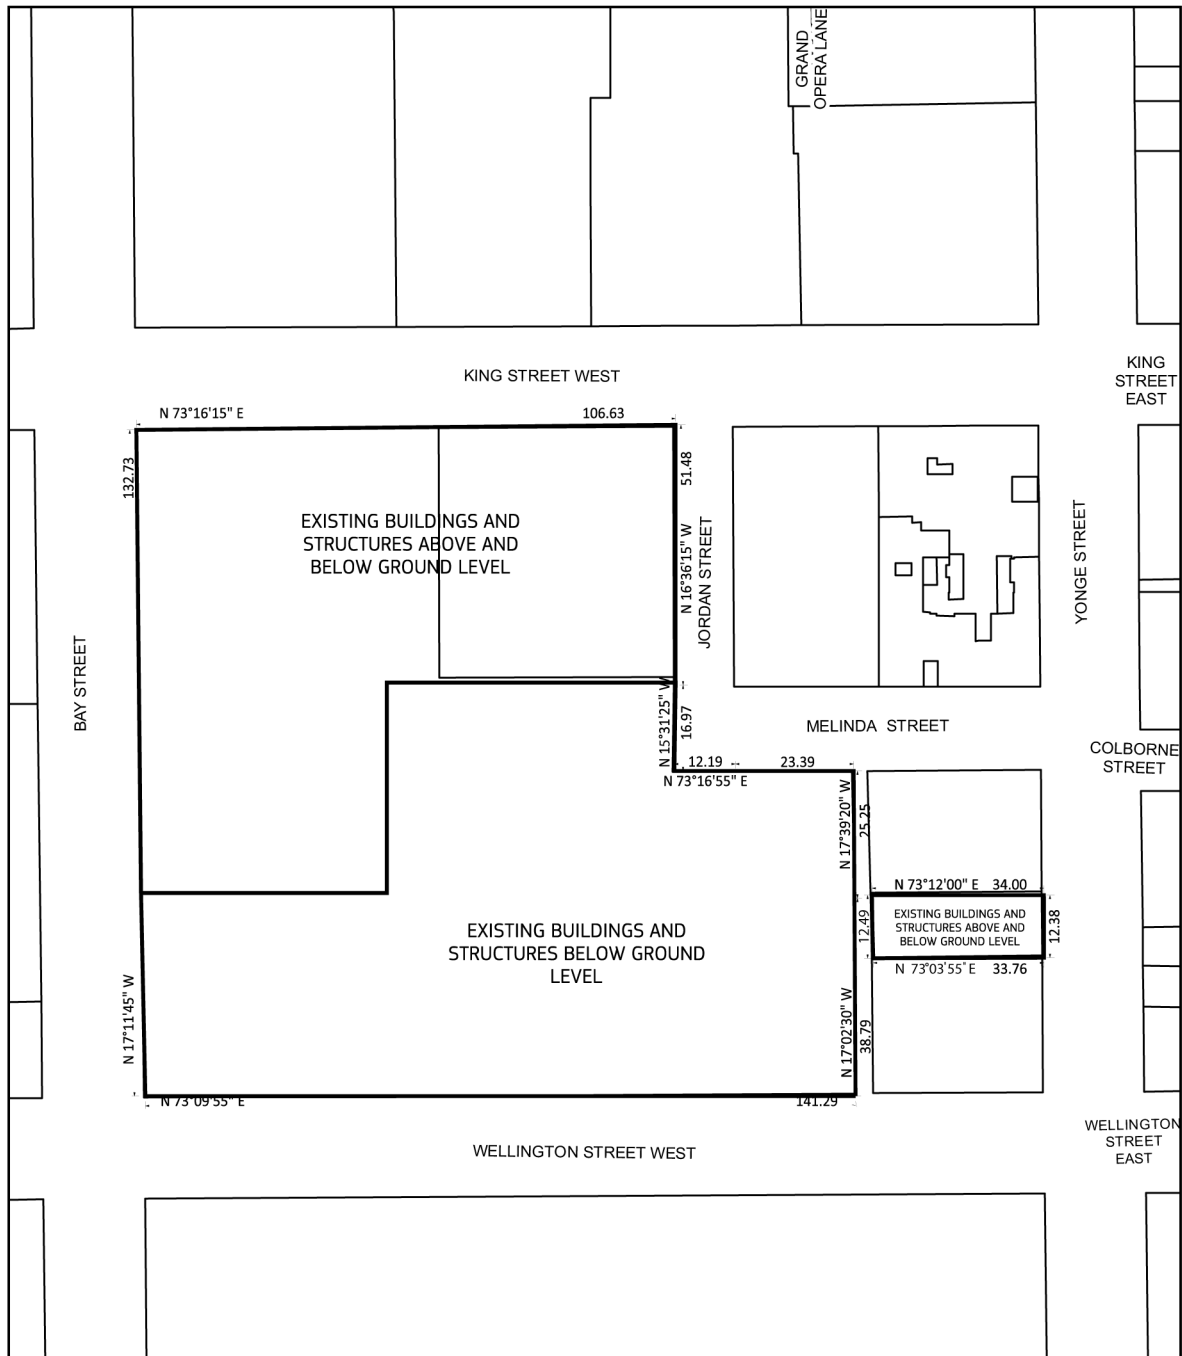 GRAND
OPERA LANE
KING STREET WEST
KING
STREET
EAST
N 73°16'15" E
106.63
132.73
51.48
N 16°36'15" W
JORDAN STREET
EXISTING BUILDINGS AND
STRUCTURES ABOVE AND
BELOW GROUND LEVEL
YONGE STREET
BAY STREET
N 15°31'25" W
16.97
MELINDA STREET
COLBORNE
STREET
12.19
23.39
N 73°16'55" E
N 17°39'20" W
25.25
N 73°12'00" E 34.00
12.49
EXISTING BUILDINGS AND
STRUCTURES ABOVE AND
BELOW GROUND LEVEL
12.38
N 73°03'55" E 33.76
EXISTING BUILDINGS AND
STRUCTURES BELOW GROUND
LEVEL
N 17°11'45" W
N 17°02'30" W
38.79
N 73°09'55" E
141.29
WELLINGTON STREET WEST
WELLINGTON
STREET
EAST